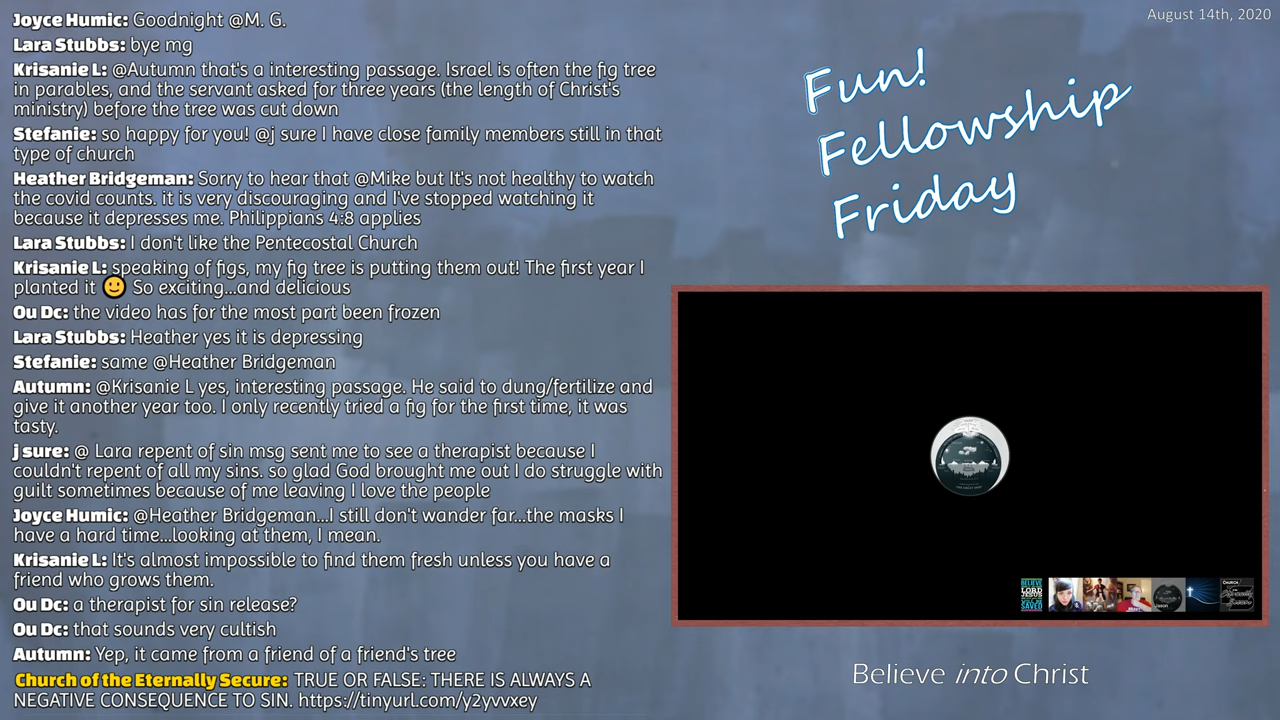 Joyce Humic: Goodnight @M. G.
Lara Stubbs: bye mg
Krisanie L: @Autumn that's a interesting passage. Israel is often the fig tree
in parables, and the servant asked for three years (the length of Christ's
ministry) before the tree was cut down
Stefanie: so happy for you! @j sure I have close family members still in that
type of church
Heather Bridgeman: Sorry to hear that @Mike but It's not healthy to watch
the covid counts. it is very discouraging and I've stopped watching it
because it depresses me. Philippians 4:8 applies
Lara Stubbs: I don't like the Pentecostal Church
Krisanie L: speaking of figs, my fig tree is putting them out! The first year I
planted it 🙂 So exciting...and delicious
Ou Dc: the video has for the most part been frozen
Lara Stubbs: Heather yes it is depressing
Stefanie: same @Heather Bridgeman
Autumn: @Krisanie L yes, interesting passage. He said to dung/fertilize and
give it another year too. I only recently tried a fig for the first time, it was
tasty.
j sure: @ Lara repent of sin msg sent me to see a therapist because I
couldn't repent of all my sins. so glad God brought me out I do struggle with
guilt sometimes because of me leaving I love the people
Joyce Humic: @Heather Bridgeman...I still don't wander far...the masks I
have a hard time...looking at them, I mean.
Krisanie L: It's almost impossible to find them fresh unless you have a
friend who grows them.
Ou Dc: a therapist for sin release?
Ou Dc: that sounds very cultish
Autumn: Yep, it came from a friend of a friend's tree
Church of the Eternally Secure: TRUE OR FALSE: THERE IS ALWAYS A
NEGATIVE CONSEQUENCE TO SIN. https://tinyurl.com/y2yvvxey
August 14th, 2020
Fun!
Fellowship
Friday
BELIEVE
LORD
JESUS
SAVED
Jason
CHURCH
Believe into Christ